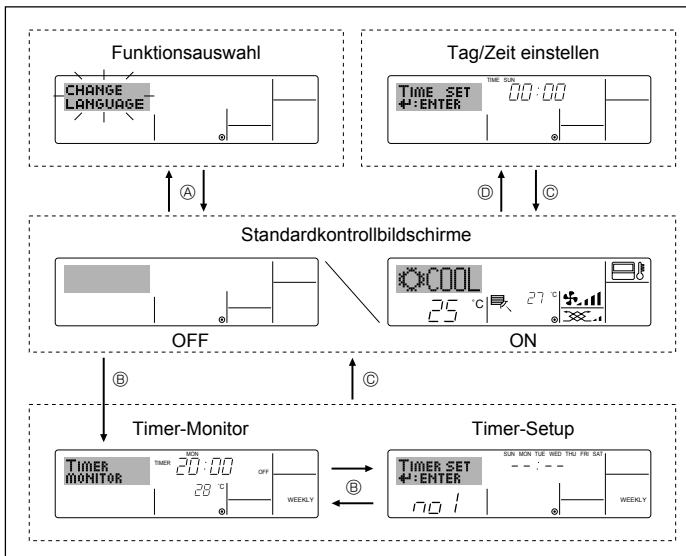 Funktionsauswahl
CHANGE
LANGUAGE
Tag/Zeit einstellen
TIME SUN
TIME SET
↵:ENTER
00:00
Ⓐ
Ⓓ
Ⓒ
Standardkontrollbildschirme
COOL
25 °C
27 °C
OFF
ON
Ⓑ
Ⓒ
Timer-Monitor
TIMER
MONITOR
MON
TIMER
20:00
OFF
28 °C
WEEKLY
Ⓑ
Timer-Setup
SUN MON TUE WED THU FRI SAT
TIMER SET
↵:ENTER
--:--
no 1
WEEKLY